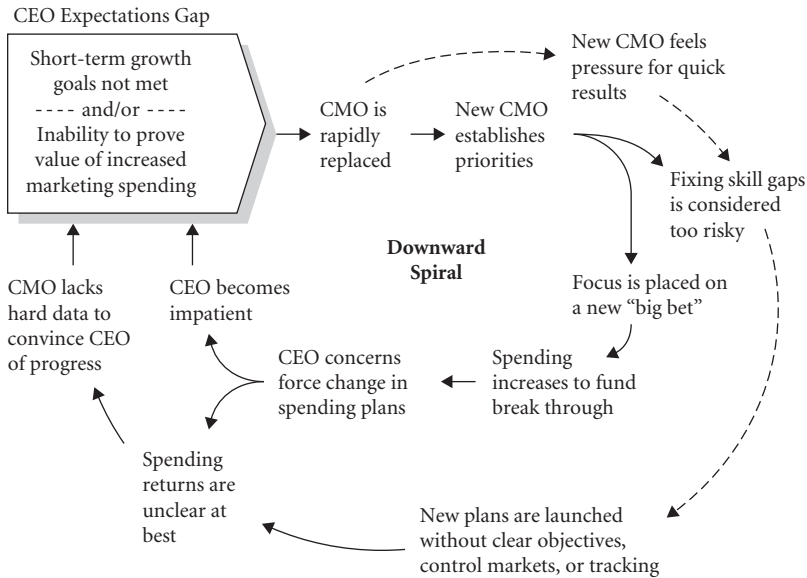 CEO Expectations Gap
Short-term growth
goals not met
---- and/or ----
Inability to prove
value of increased
marketing spending
CMO is
rapidly
replaced
New CMO
establishes
priorities
New CMO feels
pressure for quick
results
Fixing skill gaps
is considered
too risky
Downward
Spiral
Focus is placed on
a new “big bet”
Spending
increases to fund
break through
CEO concerns
force change in
spending plans
CEO becomes
impatient
CMO lacks
hard data to
convince CEO
of progress
Spending
returns are
unclear at
best
New plans are launched
without clear objectives,
control markets, or tracking